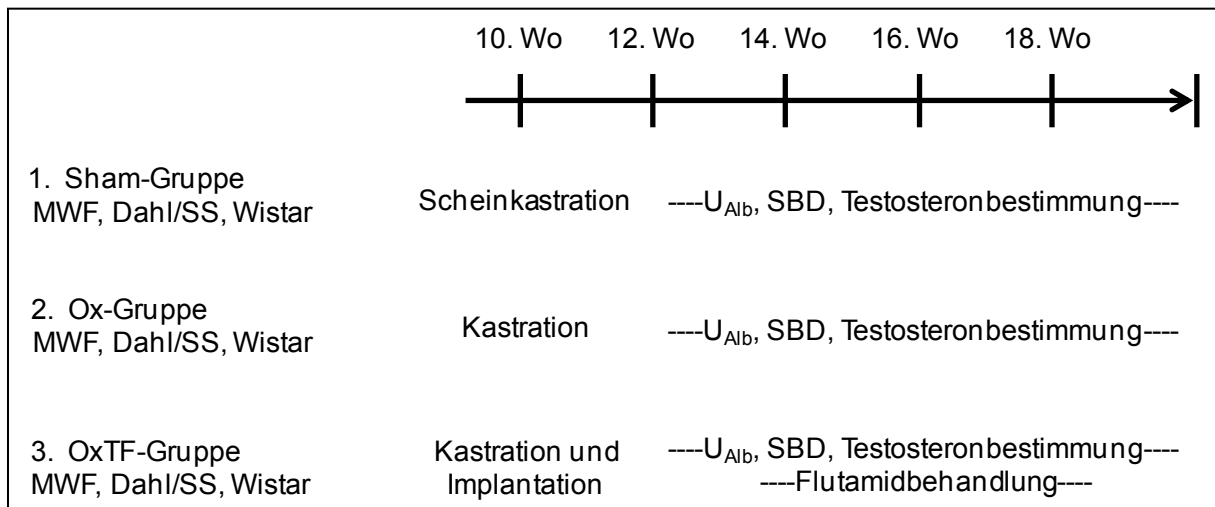 10. Wo 12. Wo 14. Wo 16. Wo 18. Wo
1. Sham-Gruppe
MWF, Dahl/SS, Wistar
Scheinkastration
----UAlb, SBD, Testosteronbestimmung----
2. Ox-Gruppe
MWF, Dahl/SS, Wistar
Kastration
----UAlb, SBD, Testosteronbestimmung----
3. OxTF-Gruppe
MWF, Dahl/SS, Wistar
Kastration und
Implantation
----UAlb, SBD, Testosteronbestimmung----
----Flutamidbehandlung----